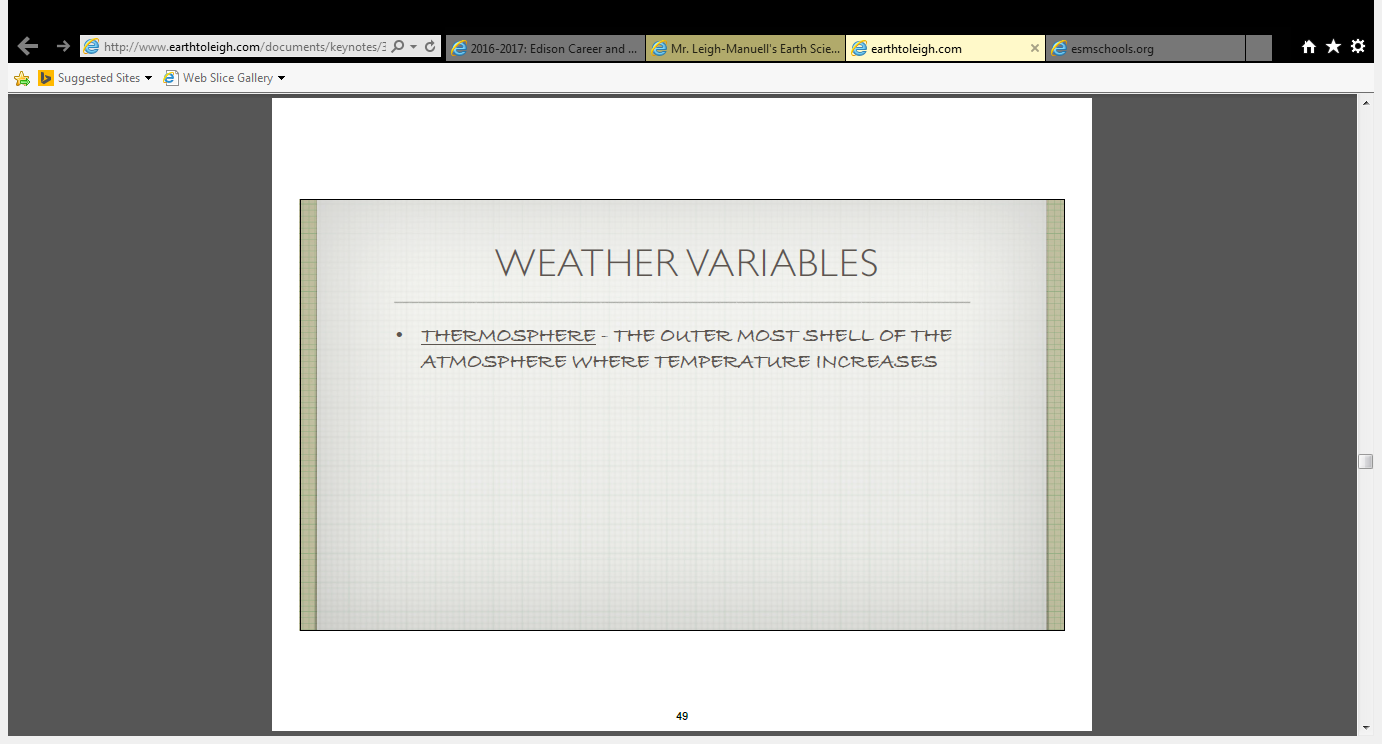 http://www.earthtoleigh.com/documents/keynotes/
2016-2017: Edison Career and ...
Mr. Leigh-Manuell's Earth Scie...
earthtoleigh.com
esmschools.org
Suggested Sites
Web Slice Gallery
WEATHER VARIABLES
• THERMOSPHERE - THE OUTER MOST SHELL OF THE
ATMOSPHERE WHERE TEMPERATURE INCREASES
49